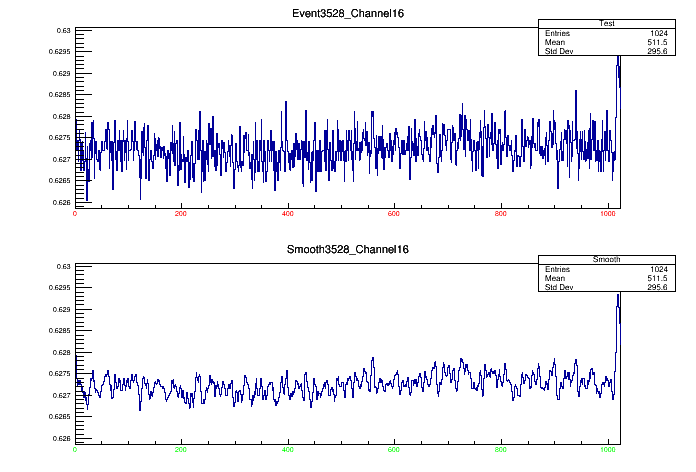 Event3528_Channel16
Test
Entries 1024
Mean 511.5
Std Dev 295.6
0.63
0.6295
0.629
0.6285
0.628
0.6275
0.627
0.6265
0.626
0 200 400 600 800 1000
Smooth3528_Channel16
Smooth
Entries 1024
Mean 511.5
Std Dev 295.6
0.63
0.6295
0.629
0.6285
0.628
0.6275
0.627
0.6265
0.626
0 200 400 600 800 1000